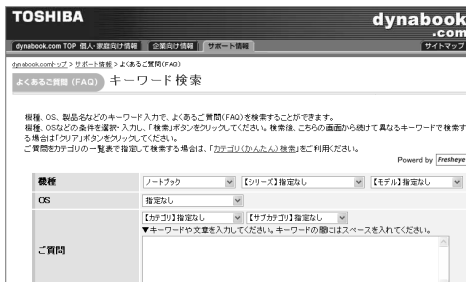 TOSHIBA
dynabook
.com
dynabook.com TOP 個人・家庭向け情報 企業向け情報 サポート情報 サイトマップ
dynabook.comトップ > サポート情報 > よくあるご質問(FAQ)
よくあるご質問 (FAQ) キーワード検索
機種、OS、製品名などのキーワード入力で、よくあるご質問(FAQ)を検索することができます。
機種、OSなどの条件を選択・入力し、「検索」ボタンをクリックしてください。検索後、こちらの画面から続けて異なるキーワードで検索す
る場合は「クリア」ボタンをクリックしてください。
ご質問をカテゴリの一覧表で指定して検索する場合は、「カテゴリ(かんたん)検索」をご利用ください。
Powerd by Fresheye
機種 ノートブック 【シリーズ】指定なし 【モデル】指定なし
OS 指定なし
【カテゴリ】指定なし 【サブカテゴリ】指定なし
▼キーワードや文章を入力してください。キーワードの間にはスペースを入れてください。
ご質問